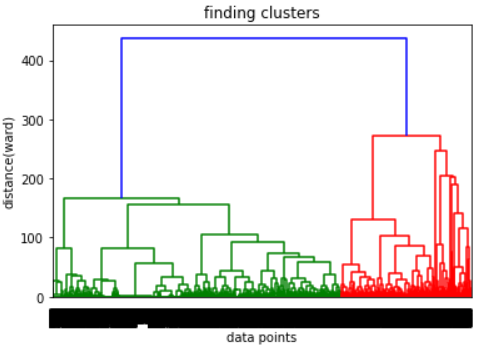 finding clusters
400
300
200
100
0
distance(ward)
data points